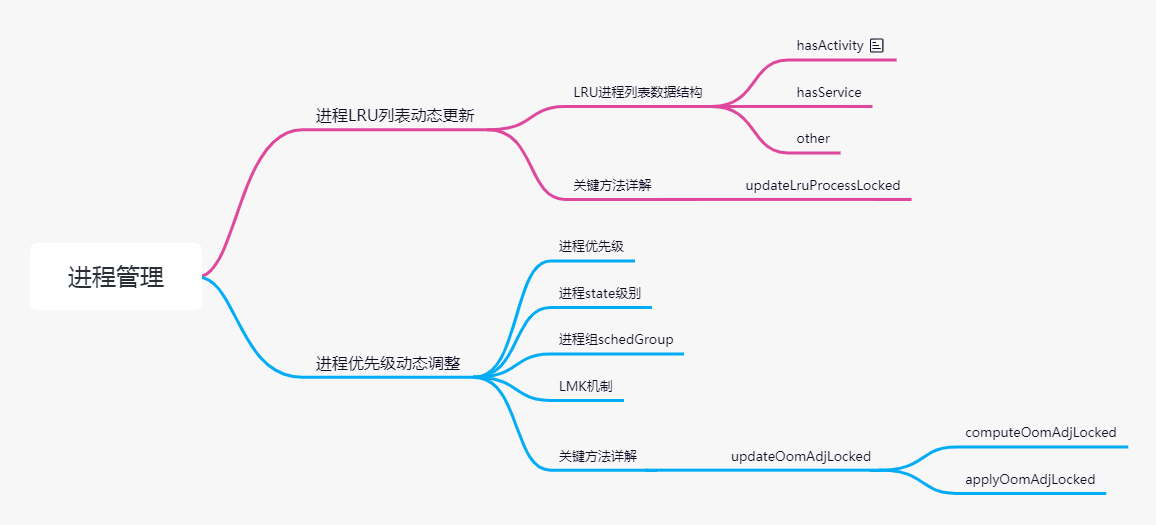 进程管理
进程LRU列表动态更新
LRU进程列表数据结构
hasActivity
hasService
other
关键方法详解
updateLruProcessLocked
进程优先级动态调整
进程优先级
进程state级别
进程组schedGroup
LMK机制
关键方法详解
updateOomAdjLocked
computeOomAdjLocked
applyOomAdjLocked